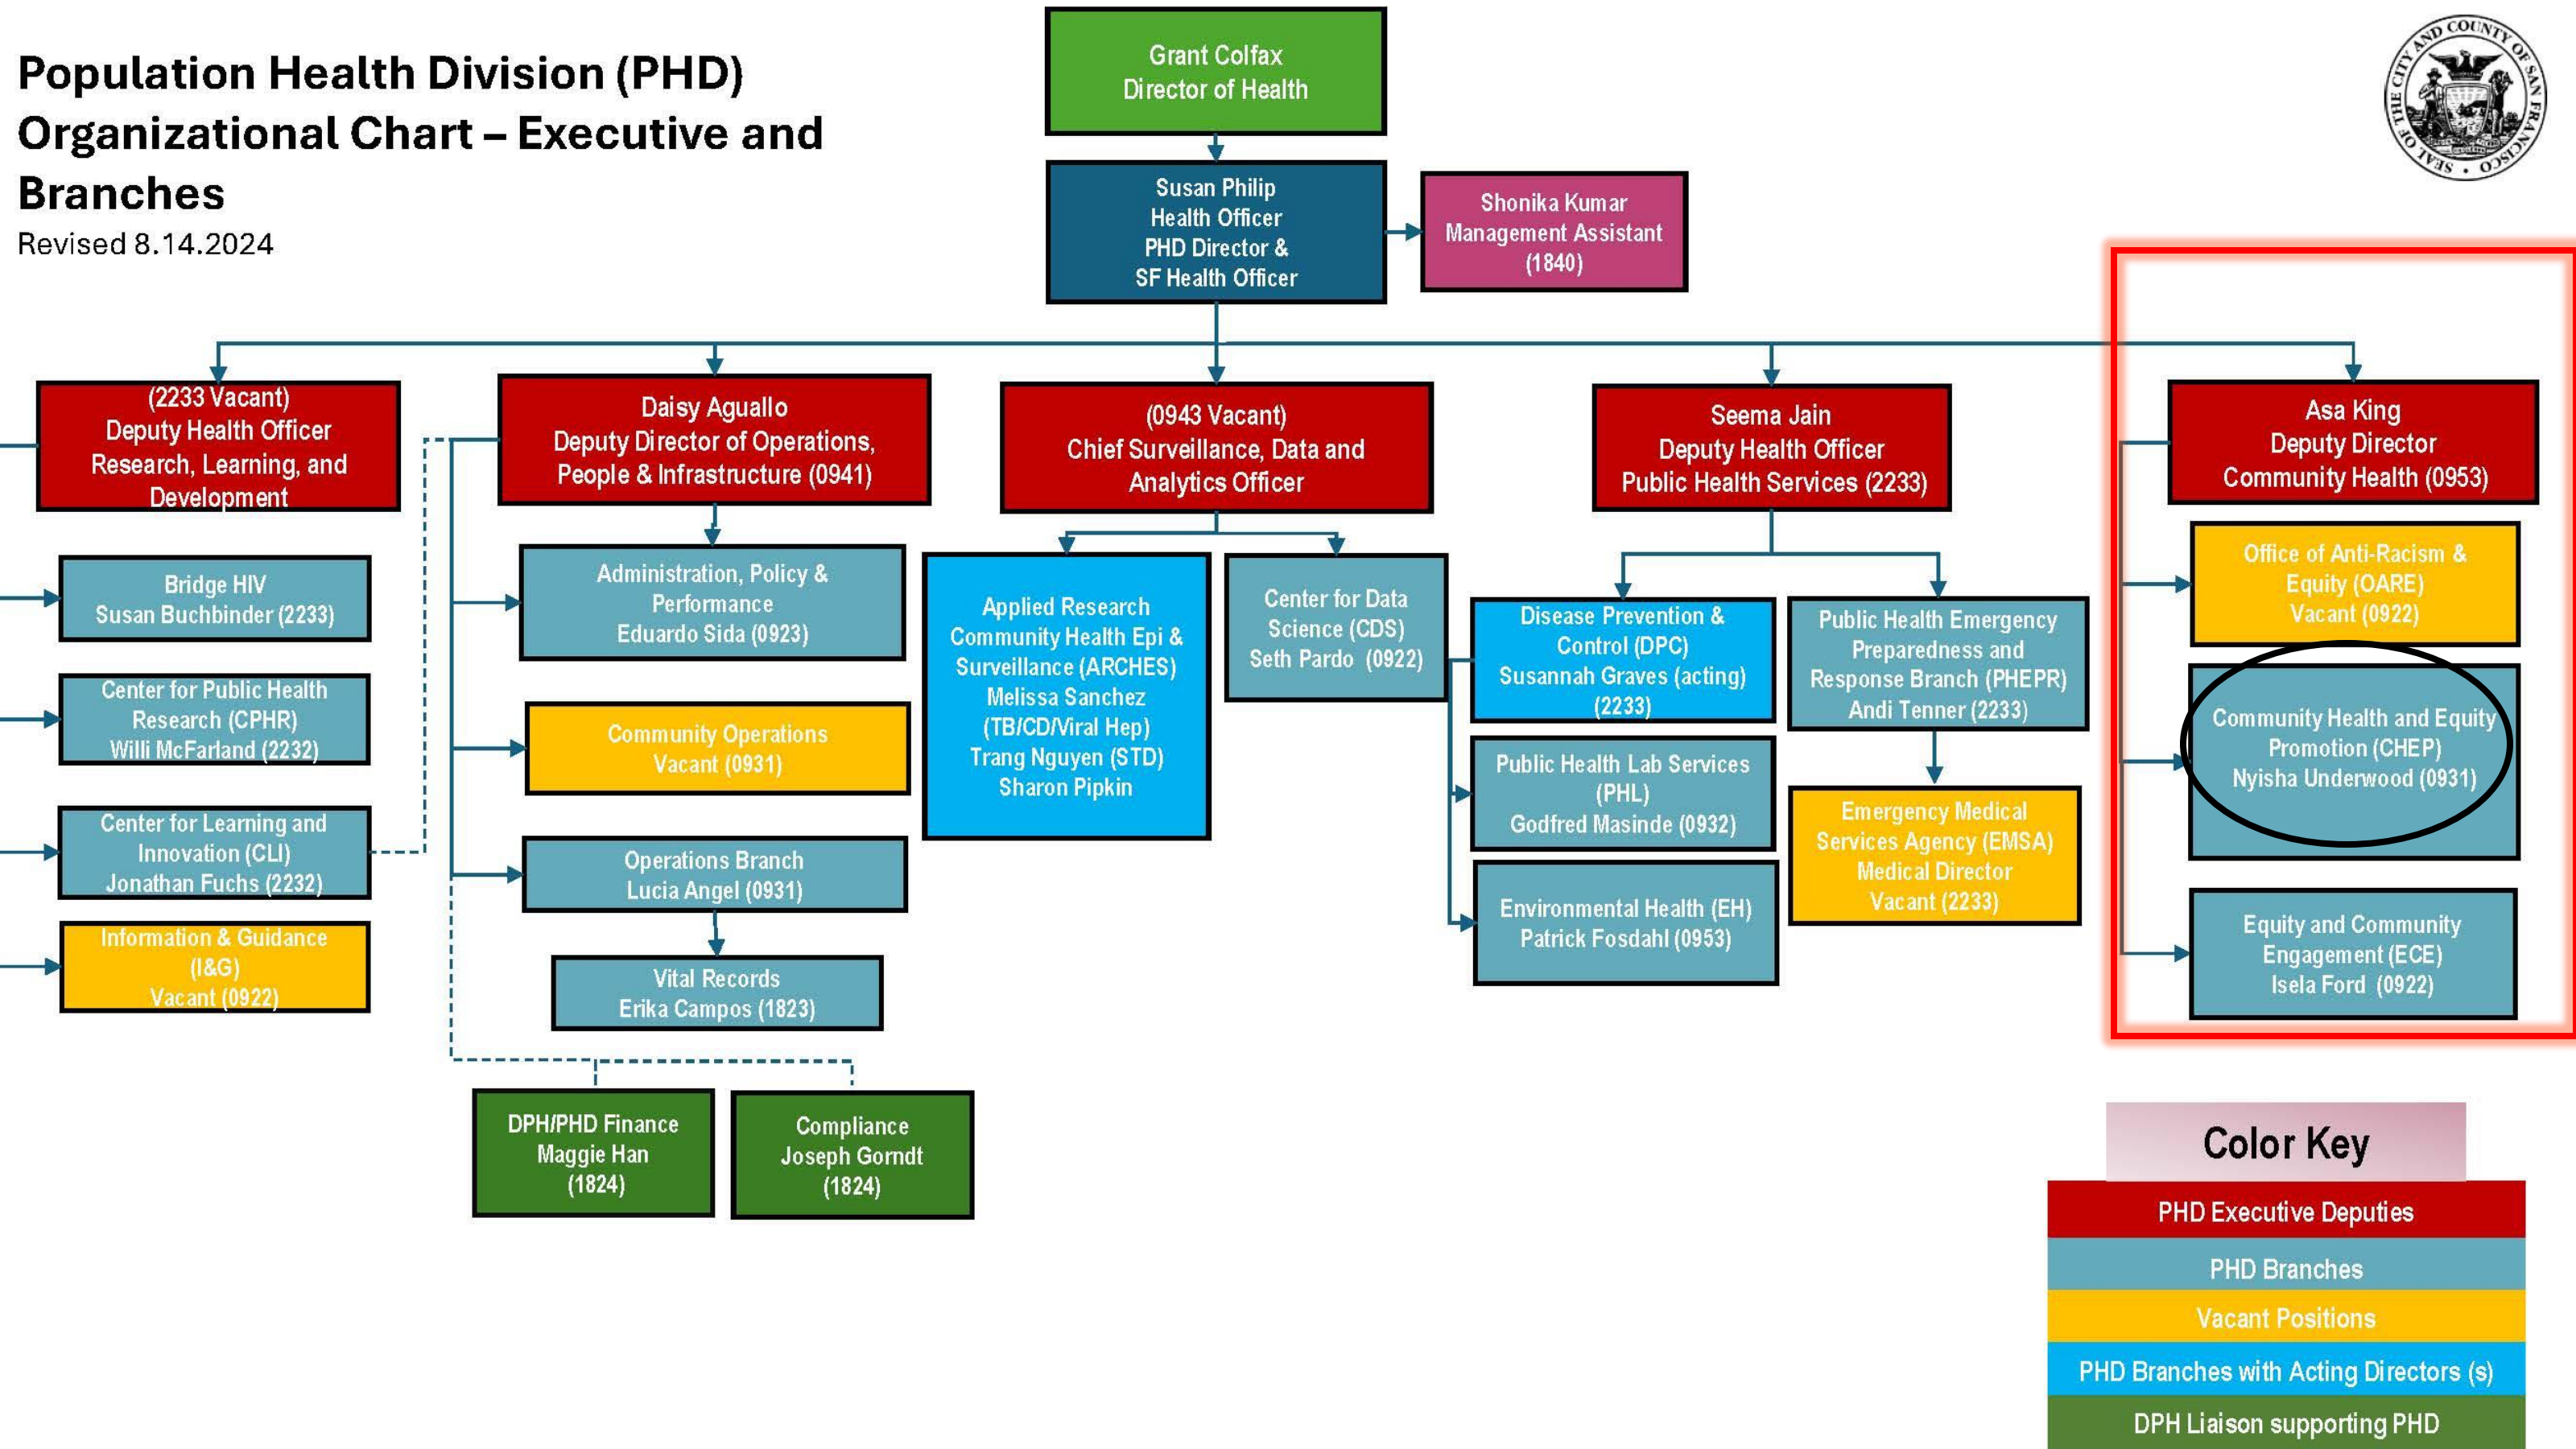 Population Health Division (PHD)
Organizational Chart – Executive and
Branches
Revised 8.14.2024
SEAL OF THE CITY AND COUNTY OF SAN FRANCISCO
Grant Colfax
Director of Health
Susan Philip
Health Officer
PHD Director &
SF Health Officer
Shonika Kumar
Management Assistant
(1840)
(2233 Vacant)
Deputy Health Officer
Research, Learning, and
Development
Bridge HIV
Susan Buchbinder (2233)
Center for Public Health
Research (CPHR)
Willi McFarland (2232)
Center for Learning and
Innovation (CLI)
Jonathan Fuchs (2232)
Information & Guidance
(I&G)
Vacant (0922)
Daisy Aguallo
Deputy Director of Operations,
People & Infrastructure (0941)
Administration, Policy &
Performance
Eduardo Sida (0923)
Community Operations
Vacant (0931)
Operations Branch
Lucia Angel (0931)
Vital Records
Erika Campos (1823)
DPH/PHD Finance
Maggie Han
(1824)
Compliance
Joseph Gorndt
(1824)
(0943 Vacant)
Chief Surveillance, Data and
Analytics Officer
Applied Research
Community Health Epi &
Surveillance (ARCHES)
Melissa Sanchez
(TB/CD/Viral Hep)
Trang Nguyen (STD)
Sharon Pipkin
Center for Data
Science (CDS)
Seth Pardo (0922)
Seema Jain
Deputy Health Officer
Public Health Services (2233)
Disease Prevention &
Control (DPC)
Susannah Graves (acting)
(2233)
Public Health Lab Services
(PHL)
Godfred Masinde (0932)
Environmental Health (EH)
Patrick Fosdahl (0953)
Public Health Emergency
Preparedness and
Response Branch (PHEPR)
Andi Tenner (2233)
Emergency Medical
Services Agency (EMSA)
Medical Director
Vacant (2233)
Asa King
Deputy Director
Community Health (0953)
Office of Anti-Racism &
Equity (OARE)
Vacant (0922)
Community Health and Equity
Promotion (CHEP)
Nyisha Underwood (0931)
Equity and Community
Engagement (ECE)
Isela Ford (0922)
Color Key
PHD Executive Deputies
PHD Branches
Vacant Positions
PHD Branches with Acting Directors (s)
DPH Liaison supporting PHD